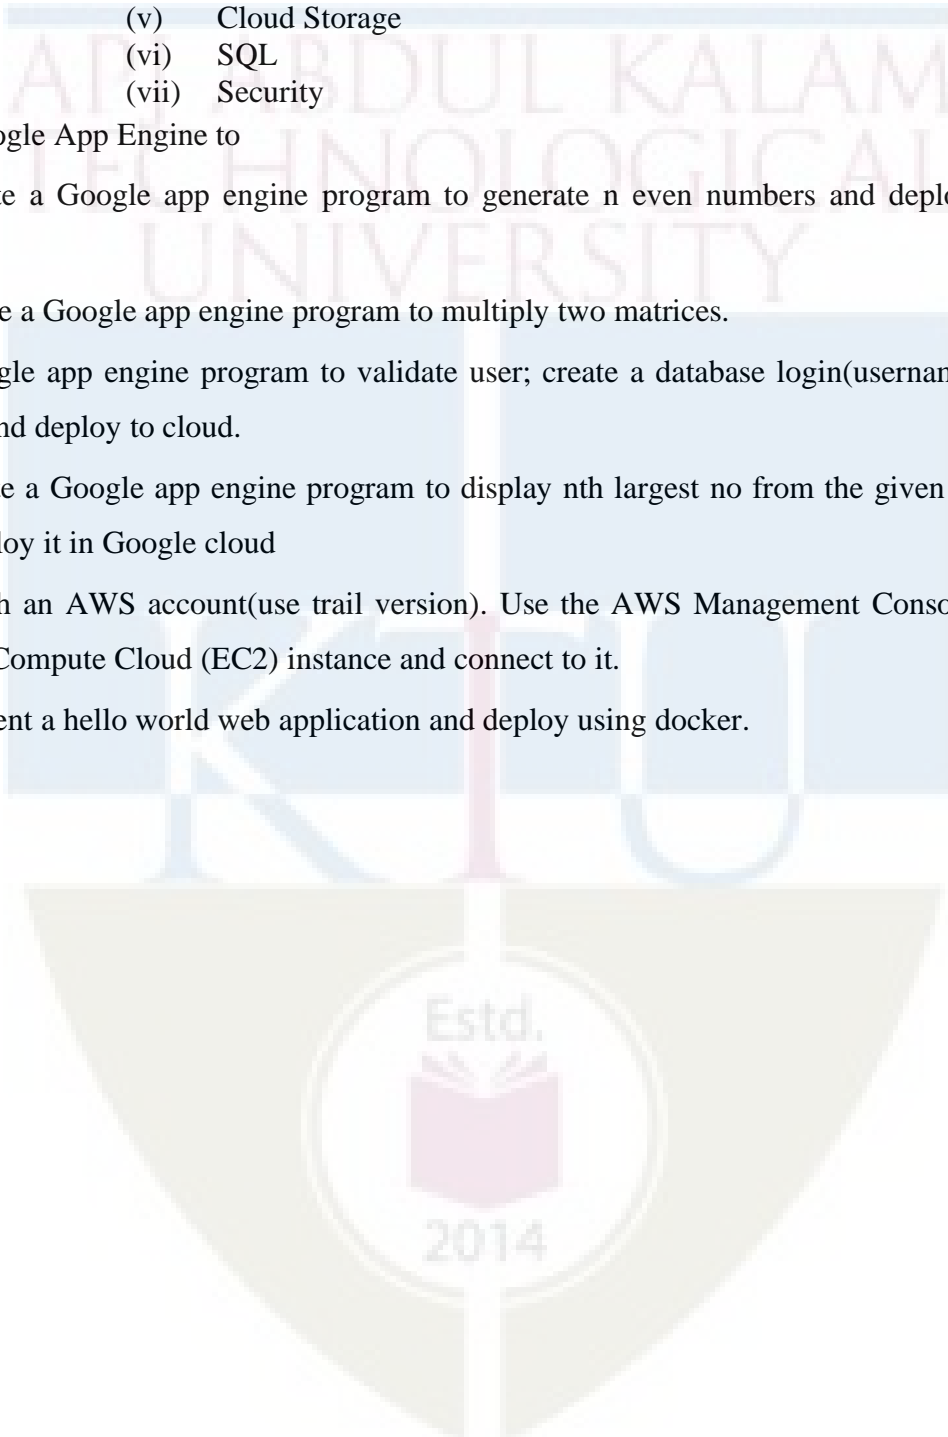 (v) Cloud Storage
API ABDUL KALAM
(vi) SQL
(vii) Security
TECHNOLOGICAL
ogle App Engine to
te a Google app engine program to generate n even numbers and deplo
UNIVERSITY
e a Google app engine program to multiply two matrices.
gle app engine program to validate user; create a database login(usernan
nd deploy to cloud.
te a Google app engine program to display nth largest no from the given
loy it in Google cloud
h an AWS account(use trail version). Use the AWS Management Conso
Compute Cloud (EC2) instance and connect to it.
ent a hello world web application and deploy using docker.
KTU
Estd.
2014